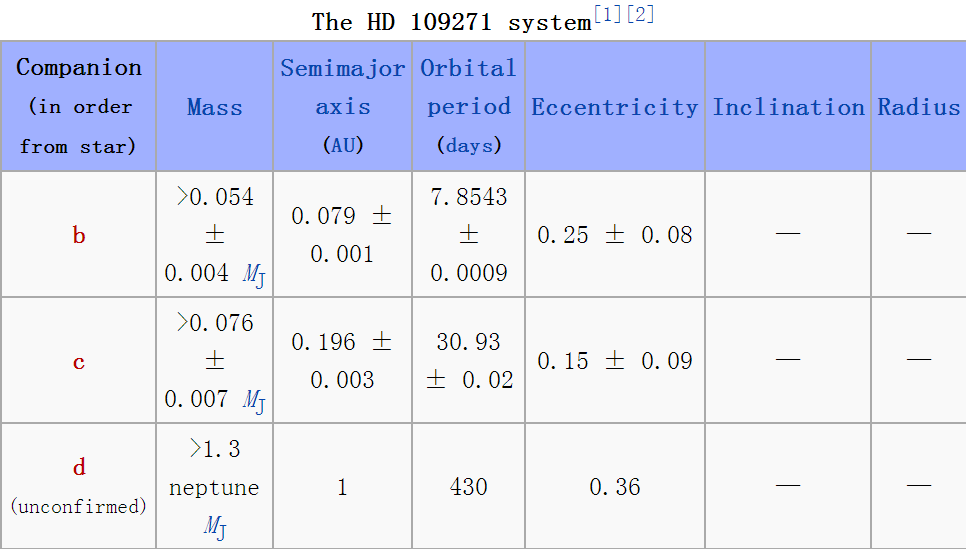 The HD 109271 system[1][2]
Companion
(in order
from star)
Mass
Semimajor
axis
(AU)
Orbital
period
(days)
Eccentricity
Inclination
Radius
b
>0.054
±
0.004 MJ
0.079 ±
0.001
7.8543
±
0.0009
0.25 ± 0.08
—
—
c
>0.076
±
0.007 MJ
0.196 ±
0.003
30.93
± 0.02
0.15 ± 0.09
—
—
d
(unconfirmed)
>1.3
neptune
MJ
1
430
0.36
—
—